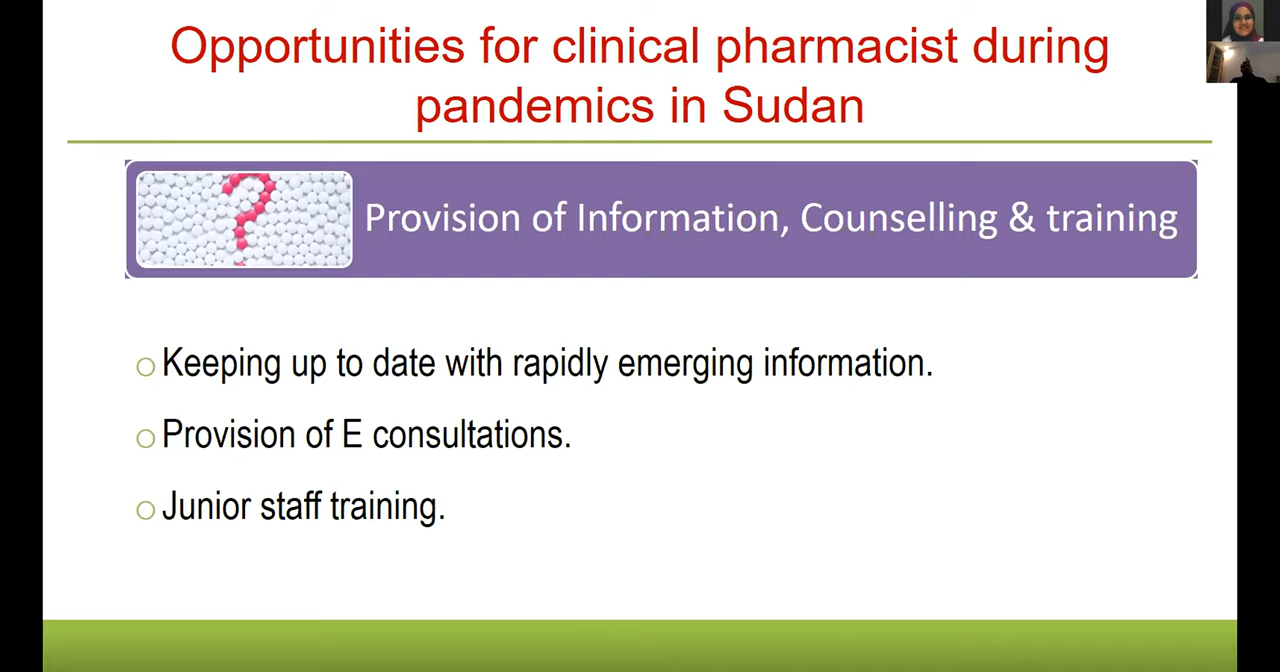 Opportunities for clinical pharmacist during
pandemics in Sudan
Provision of Information, Counselling & training
Keeping up to date with rapidly emerging information.
Provision of E consultations.
Junior staff training.